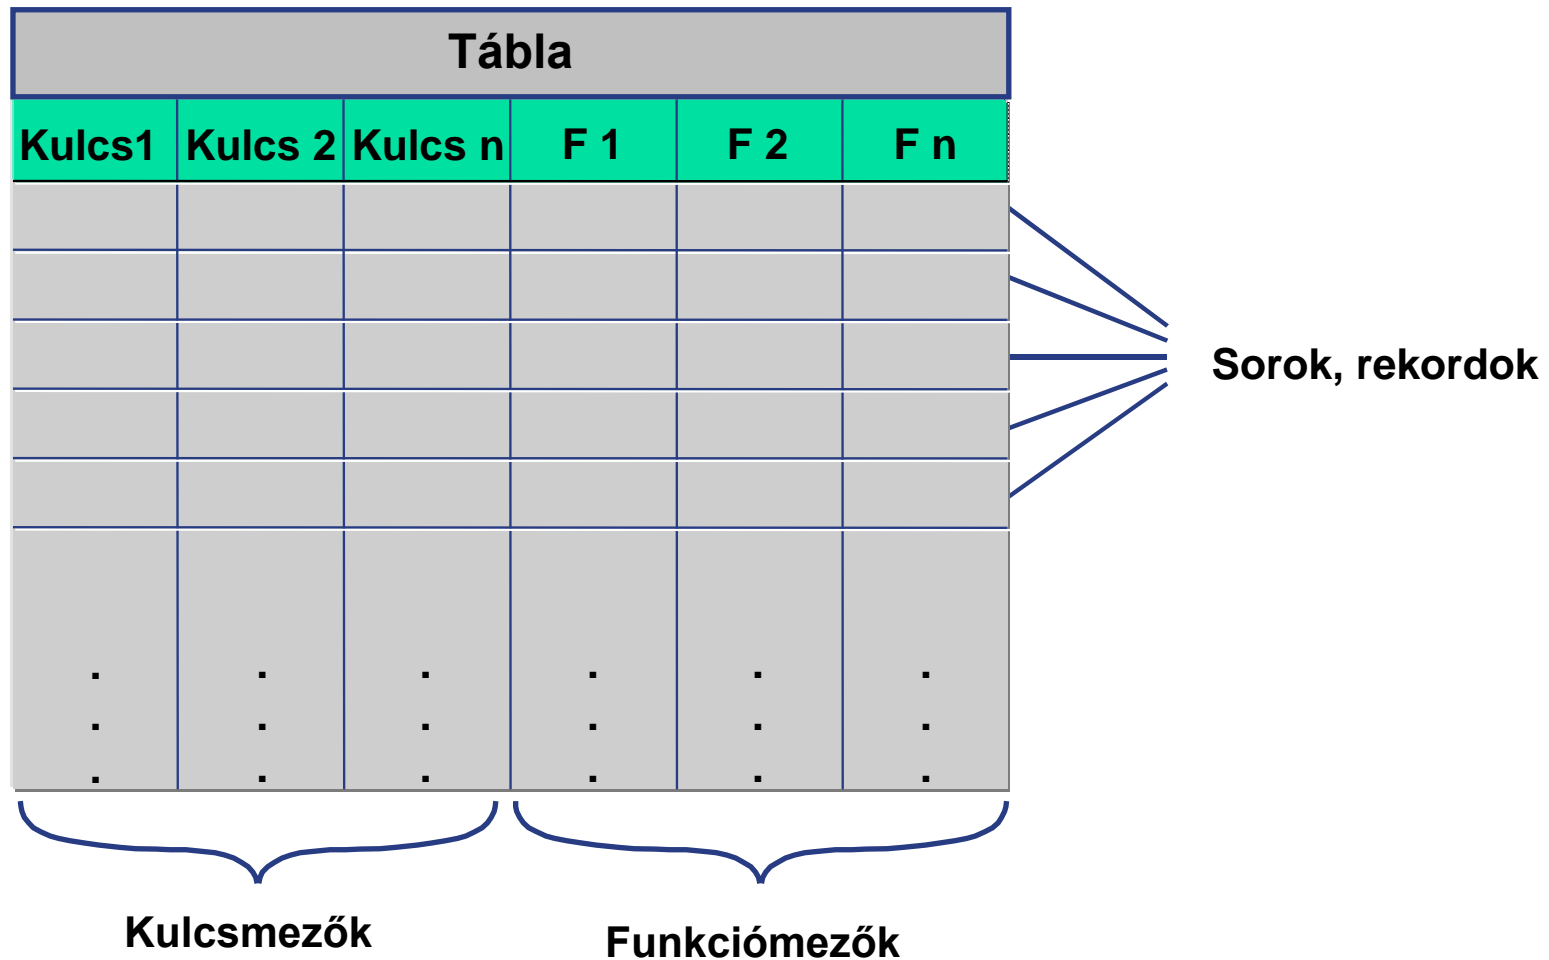 Tábla
Kulcs1 Kulcs 2 Kulcs n F 1 F 2 F n
Sorok, rekordok
. . . . . .
. . . . . .
. . . . . .
Kulcsmezők Funkciómezők